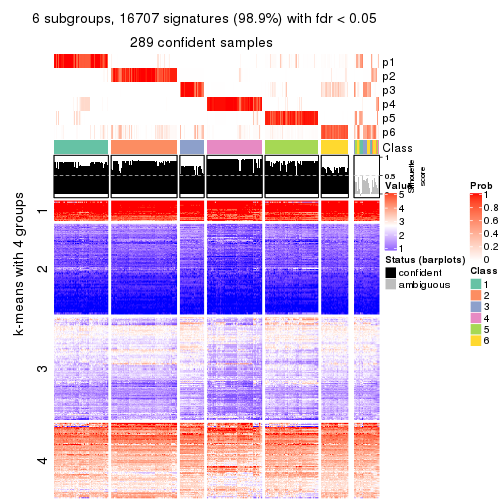 6 subgroups, 16707 signatures (98.9%) with fdr < 0.05
289 confident samples
p1
p2
p3
p4
p5
p6
Class
1
0.5
0
Silhouette
score
k-means with 4 groups
1
2
3
4
Value
5
4
3
2
1
Status (barplots)
confident
ambiguous
Prob
1
0.8
0.6
0.4
0.2
0
Class
1
2
3
4
5
6